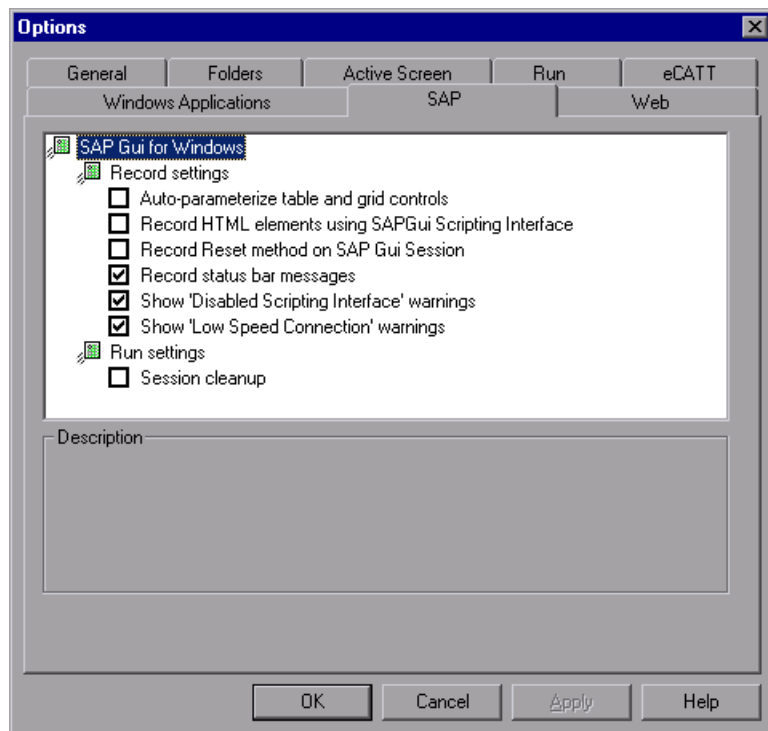 Options
General
Folders
Active Screen
Run
eCATT
Windows Applications
SAP
Web
SAP Gui for Windows
Record settings
Auto-parameterize table and grid controls
Record HTML elements using SAPGui Scripting Interface
Record Reset method on SAP Gui Session
Record status bar messages
Show 'Disabled Scripting Interface' warnings
Show 'Low Speed Connection' warnings
Run settings
Session cleanup
Description
OK
Cancel
Apply
Help